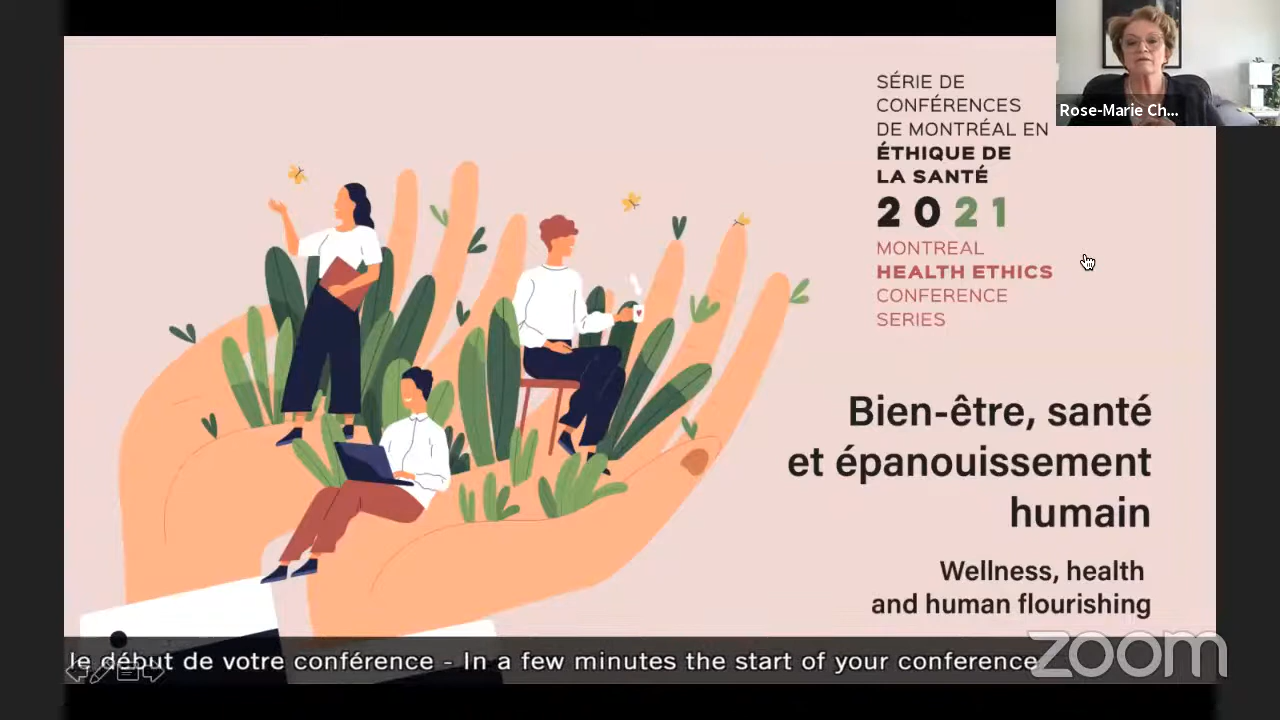 SÉRIE DE
CONFÉRENCES
DE MONTRÉAL EN
ÉTHIQUE DE
LA SANTÉ
2021
MONTREAL
HEALTH ETHICS
CONFERENCE
SERIES
Rose-Marie Ch...
Bien-être, santé
et épanouissement
humain
Wellness, health
and human flourishing
le début de votre conférence - In a few minutes the start of your conference
zoom